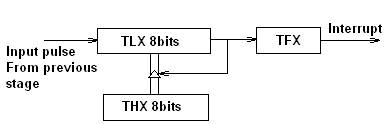 Input pulse
From previous
stage
TLX 8bits
TFX
Interrupt
THX 8bits